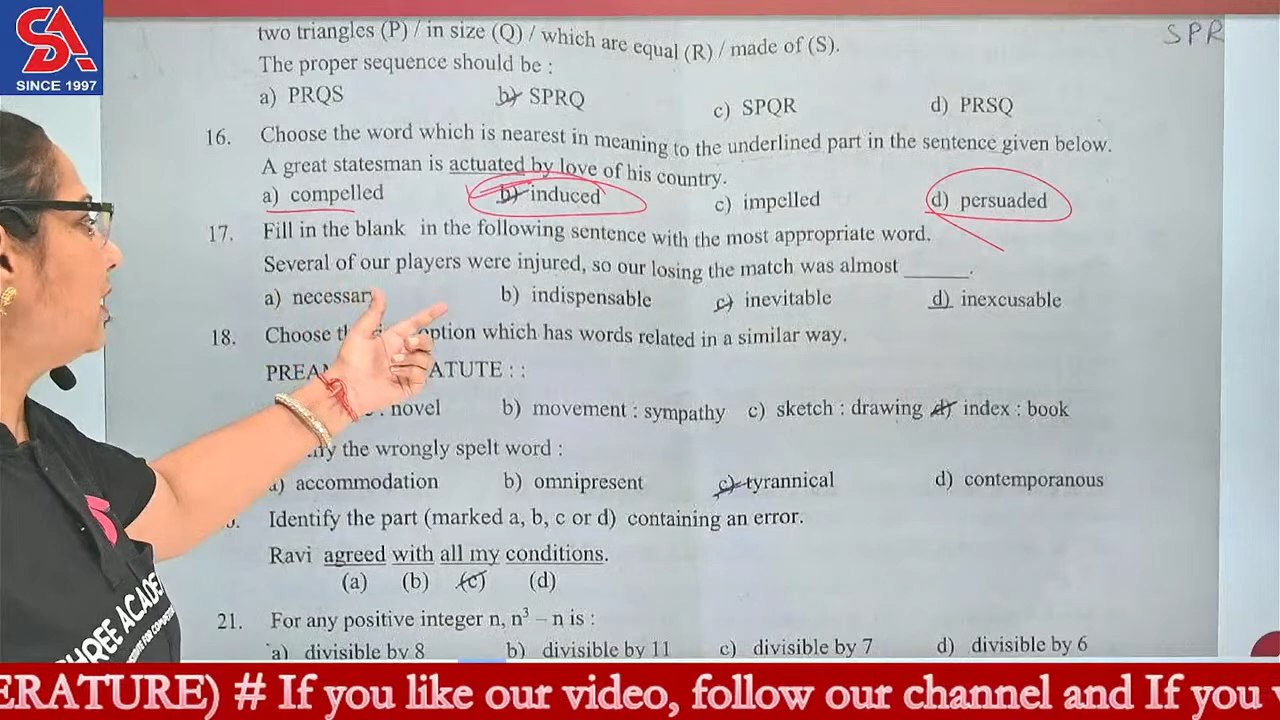 SA
SINCE 1997
SPR
two triangles (P) / in size (Q) / which are equal (R) / made of (S).
The proper sequence should be :
a) PRQS b) SPRQ c) SPQR d) PRSQ
16. Choose the word which is nearest in meaning to the underlined part in the sentence given below.
A great statesman is actuated by love of his country.
a) compelled b) induced c) impelled d) persuaded
17. Fill in the blank in the following sentence with the most appropriate word.
Several of our players were injured, so our losing the match was almost ______.
a) necessary b) indispensable c) inevitable d) inexcusable
18. Choose option which has words related in a similar way.
PREAM ATUTE : :
: novel b) movement : sympathy c) sketch : drawing d) index : book
the wrongly spelt word :
a) accommodation b) omnipresent c) tyrannical d) contemporanous
Identify the part (marked a, b, c or d) containing an error.
Ravi agreed with all my conditions.
(a) (b) (c) (d)
21. For any positive integer n, n³ – n is :
a) divisible by 8 b) divisible by 11 c) divisible by 7 d) divisible by 6
HREE ACADE
ERATURE) # If you like our video, follow our channel and If you